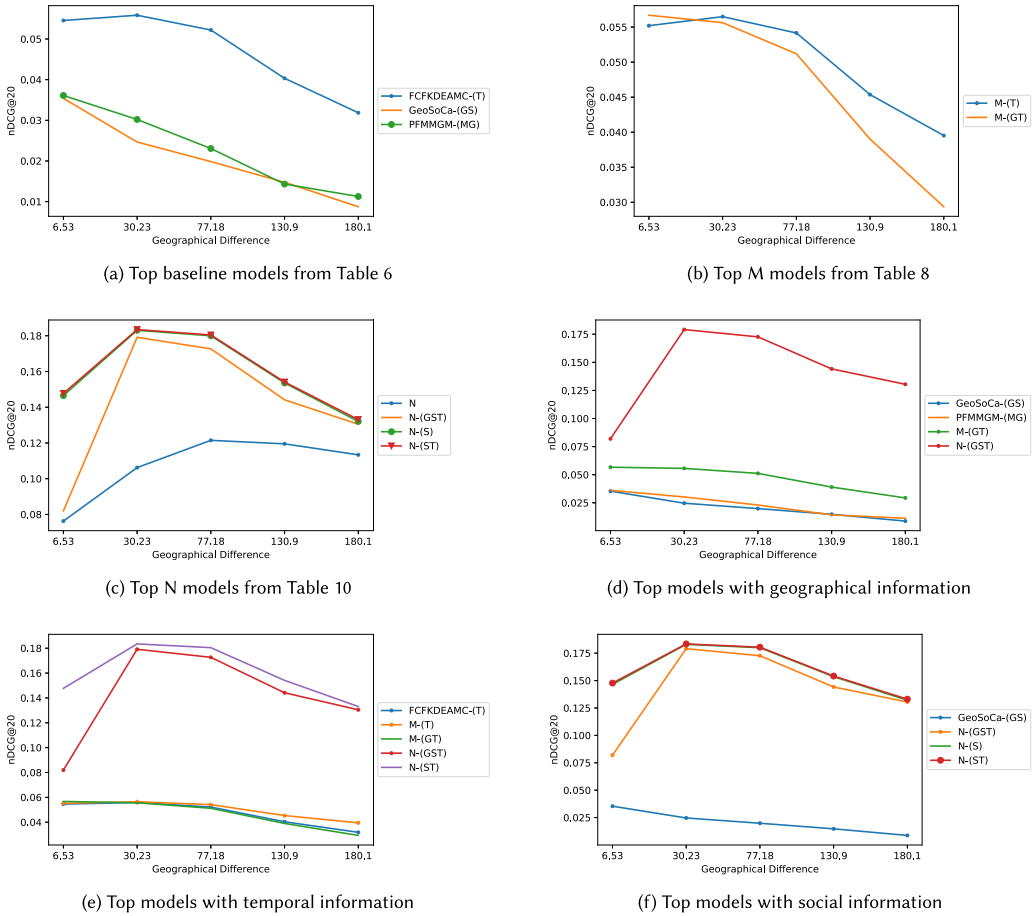 nDCG@20
0.05
0.04
0.03
0.02
0.01
6,53
30,23
77,18
130,9
180,1
Geographical Difference
FCFKDEAMC-(T)
GeoSoCa-(GS)
PFMMGM-(MG)
(a) Top baseline models from Table 6
nDCG@20
0.055
0.050
0.045
0.040
0.035
0.030
6,53
30,23
77,18
130,9
180,1
Geographical Difference
M-(T)
M-(GT)
(b) Top M models from Table 8
nDCG@20
0.18
0.16
0.14
0.12
0.10
0,08
6,53
30,23
77,18
130,9
180,1
Geographical Difference
N
N-(GST)
N-(S)
N-(ST)
(c) Top N models from Table 10
nDCG@20
0.175
0.150
0.125
0.100
0.075
0.050
0.025
6,53
30,23
77,18
130,9
180,1
Geographical Difference
GeoSoCa-(GS)
PFMMGM-(MG)
M-(GT)
N-(GST)
(d) Top models with geographical information
nDCG@20
0.18
0.16
0.14
0.12
0.10
0.08
0.06
0.04
6,53
30,23
77,18
130,9
180,1
Geographical Difference
FCFKDEAMC-(T)
M-(T)
M-(GT)
N-(GST)
N-(ST)
(e) Top models with temporal information
nDCG@20
0.175
0.150
0.125
0.100
0.075
0.050
0.025
6,53
30,23
77,18
130,9
180,1
Geographical Difference
GeoSoCa-(GS)
N-(GST)
N-(S)
N-(ST)
(f) Top models with social information